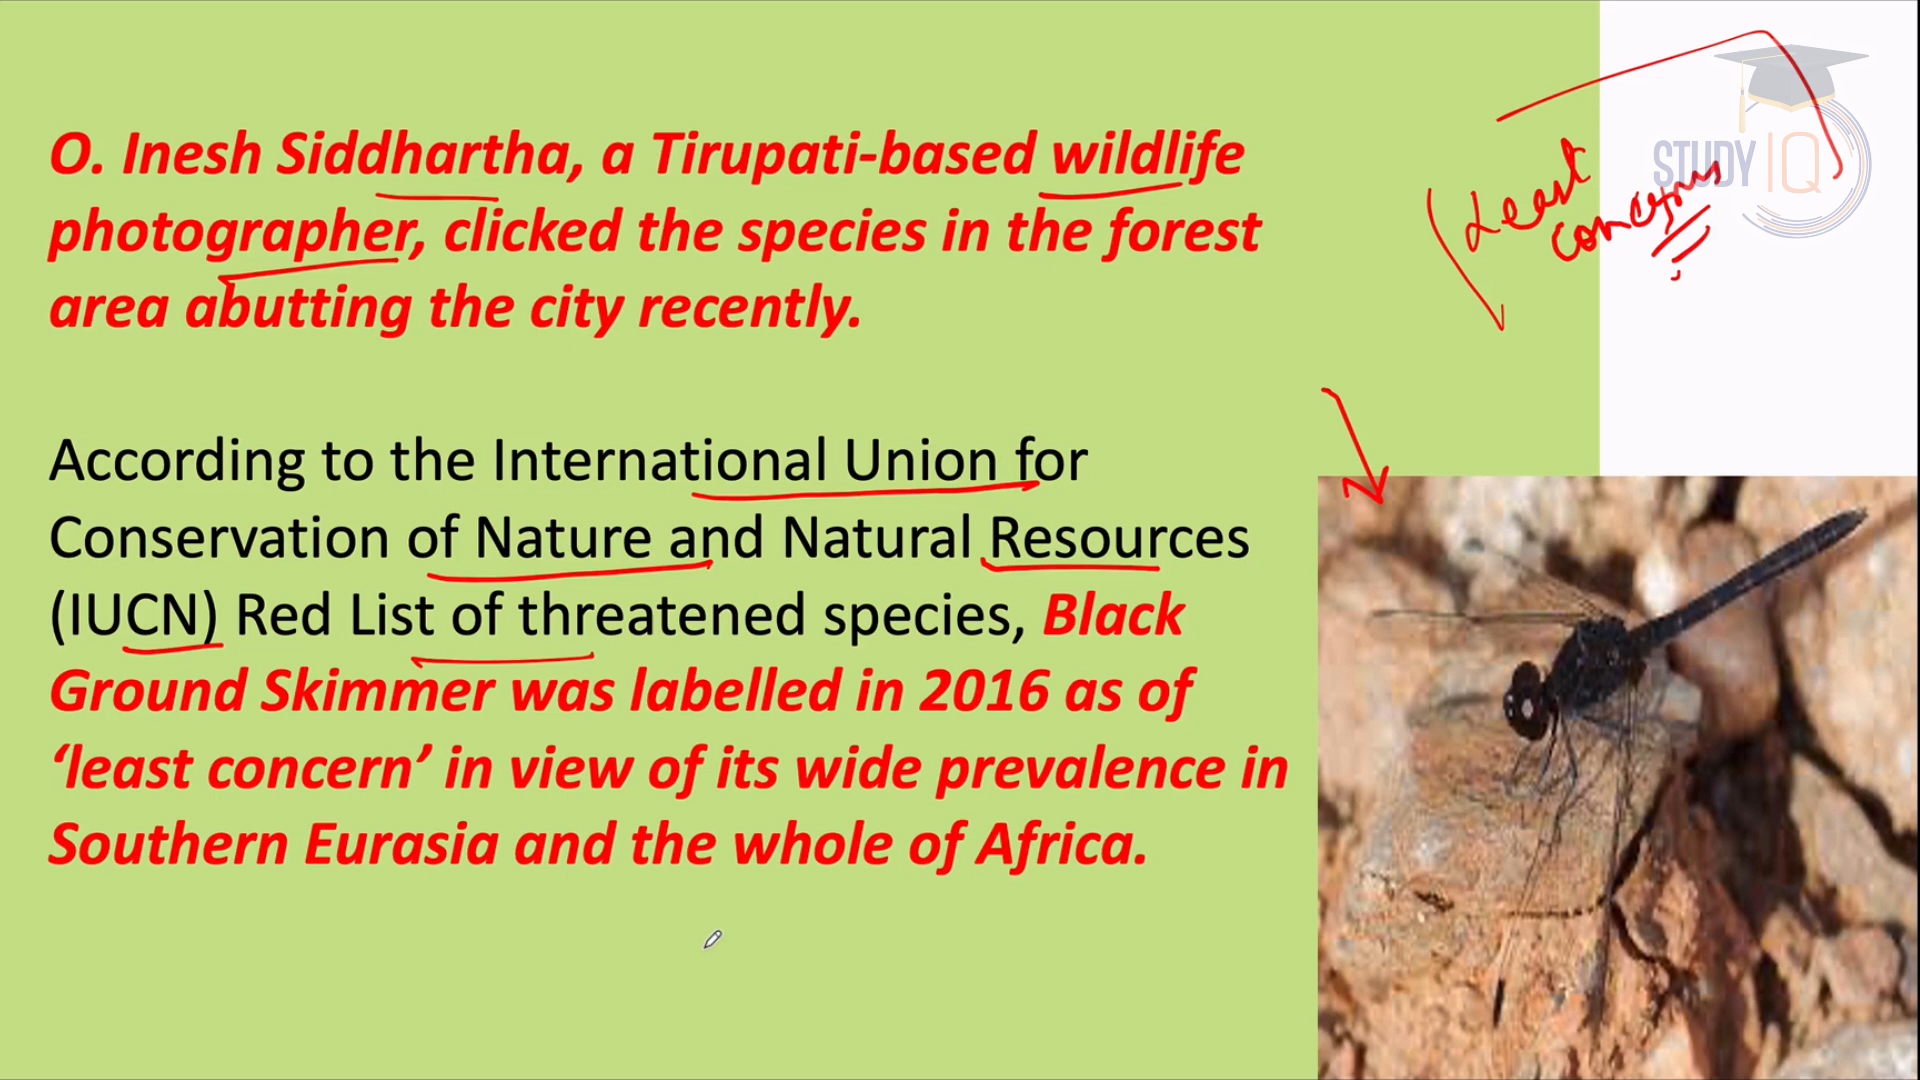 O. Inesh Siddhartha, a Tirupati-based wildlife
photographer, clicked the species in the forest
area abutting the city recently.
According to the International Union for
Conservation of Nature and Natural Resources
(IUCN) Red List of threatened species, Black
Ground Skimmer was labelled in 2016 as of
‘least concern’ in view of its wide prevalence in
Southern Eurasia and the whole of Africa.
STUDY IQ
Least
concerns